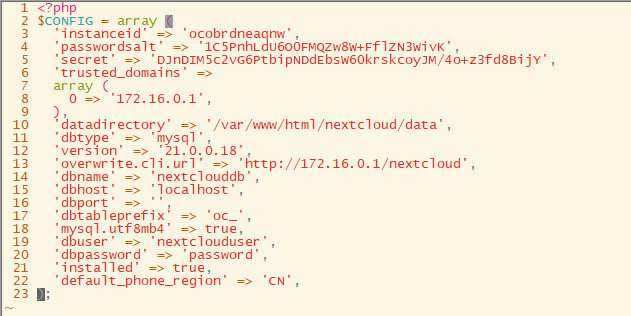 1 <?php
2 $CONFIG = array (
3 'instanceid' => 'ocobrdneaqnw',
4 'passwordsalt' => '1C5PnhLdU6OOFMQZw8W+FflZN3WivK',
5 'secret' => 'DJnDIM5c2vG6PtbipNDdEbsW6OkrskcoyJM/4o+z3fd8BijY',
6 'trusted_domains' =>
7 array (
8 0 => '172.16.0.1',
9 ),
10 'datadirectory' => '/var/www/html/nextcloud/data',
11 'dbtype' => 'mysql',
12 'version' => '21.0.0.18',
13 'overwrite.cli.url' => 'http://172.16.0.1/nextcloud',
14 'dbname' => 'nextclouddb',
15 'dbhost' => 'localhost',
16 'dbport' => '',
17 'dbtableprefix' => 'oc_',
18 'mysql.utf8mb4' => true,
19 'dbuser' => 'nextclouduser',
20 'dbpassword' => 'password',
21 'installed' => true,
22 'default_phone_region' => 'CN',
23 );
~